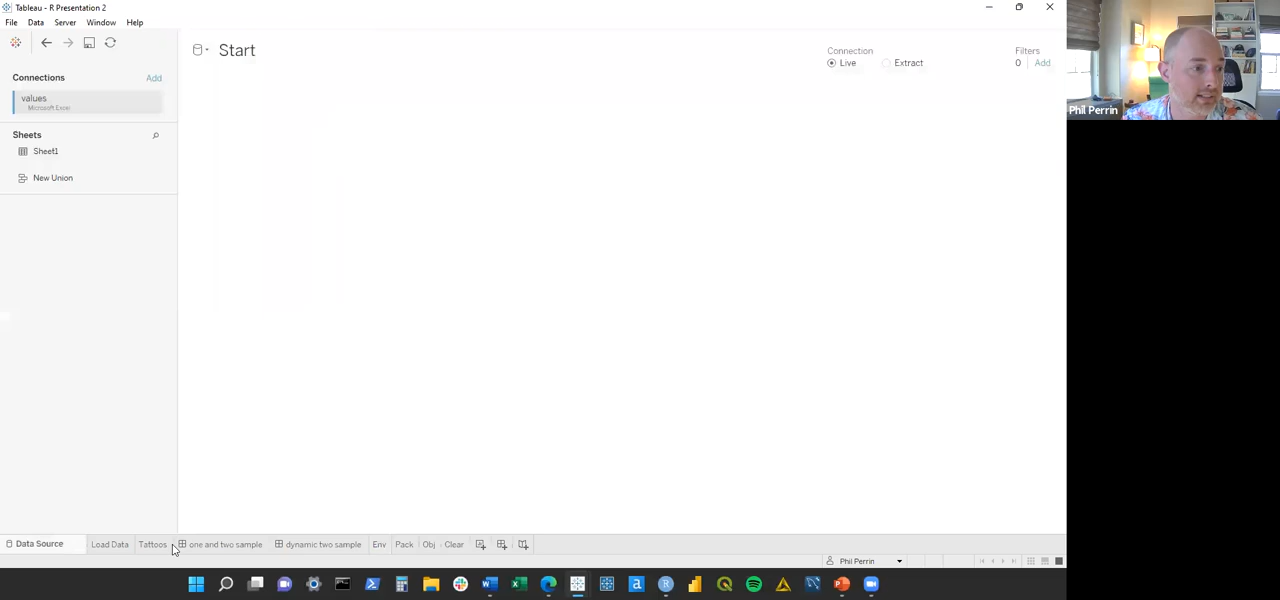 Tableau - R Presentation 2
File Data Server Window Help
Connections Add
values
Microsoft Excel
Sheets
Sheet1
New Union
Start
Connection
Live Extract
Filters
0 Add
Phil Perrin
Data Source Load Data Tattoos one and two sample dynamic two sample Env Pack Obj Clear
Phil Perrin